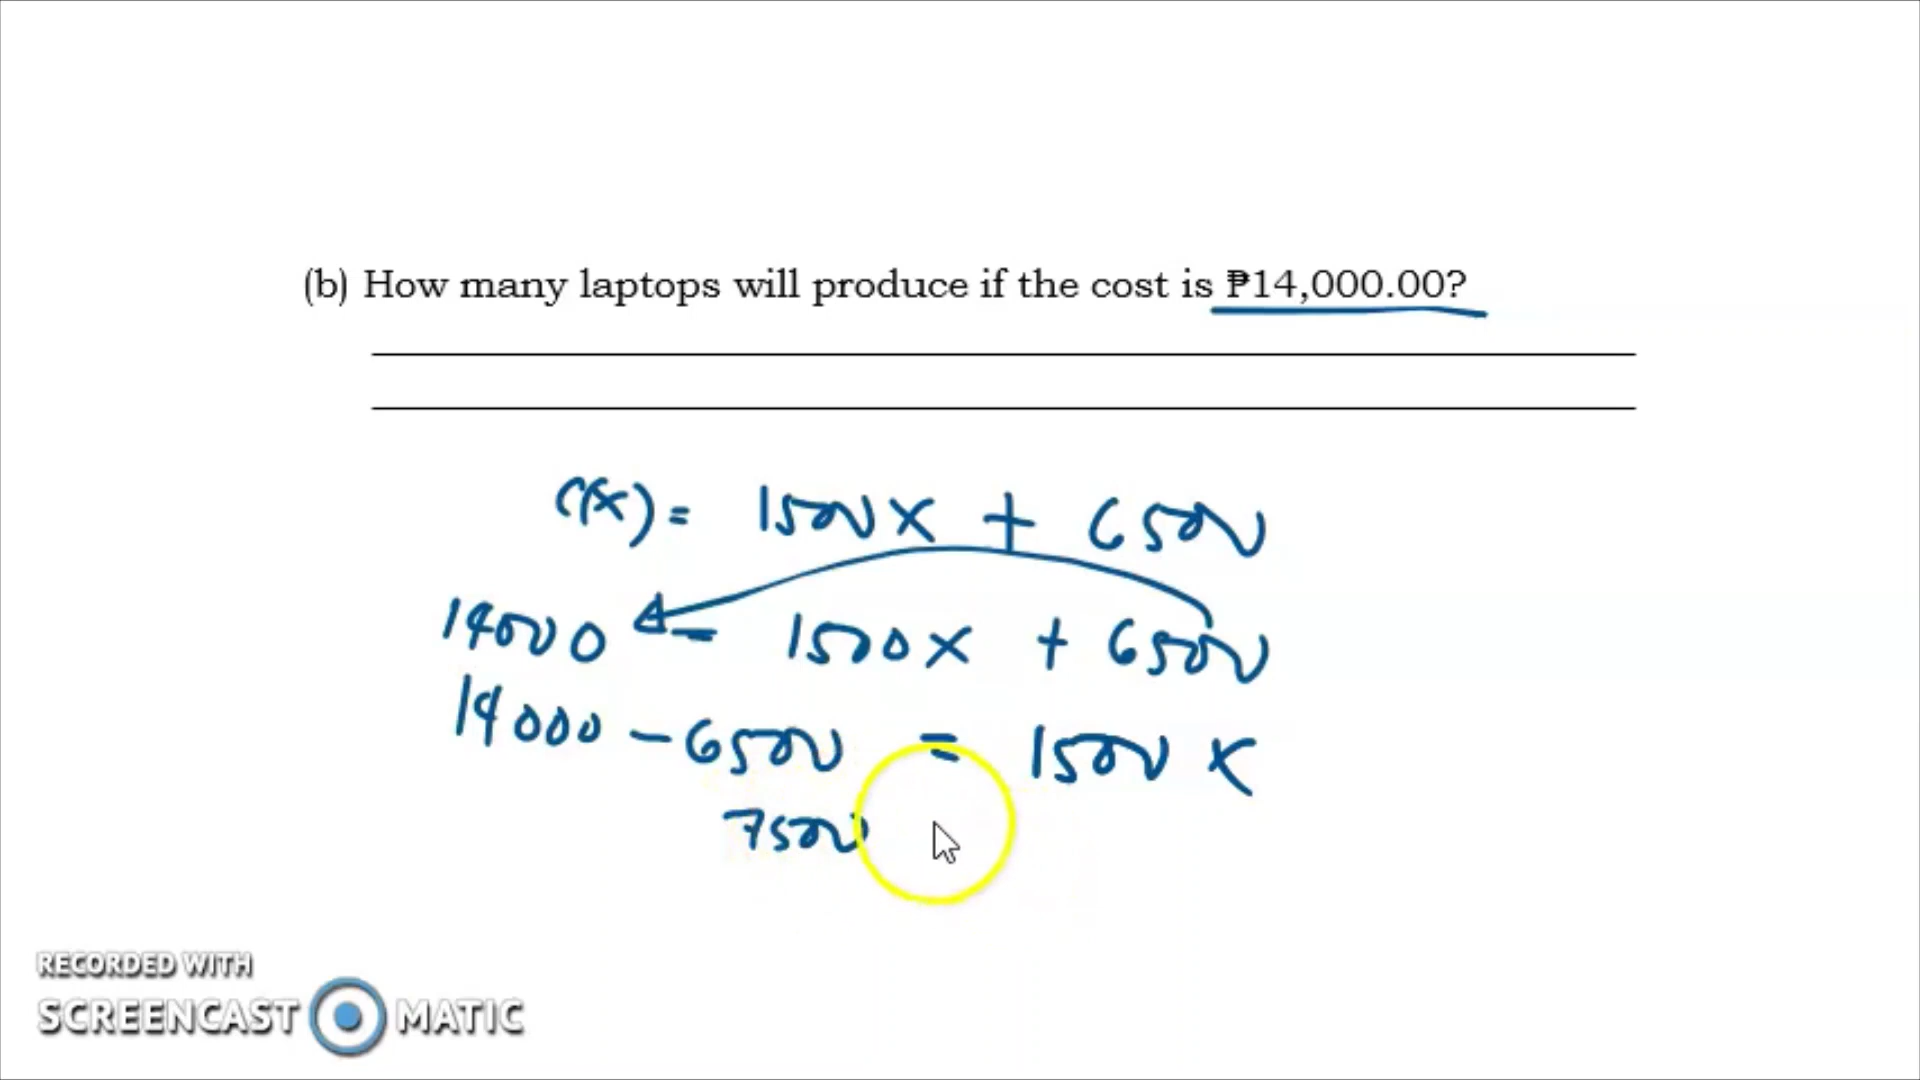 (b) How many laptops will produce if the cost is ₱14,000.00?
C(x) = 1500x + 6500
14000 = 1500x + 6500
14000 - 6500 = 1500x
7500
RECORDED WITH
SCREENCAST MATIC